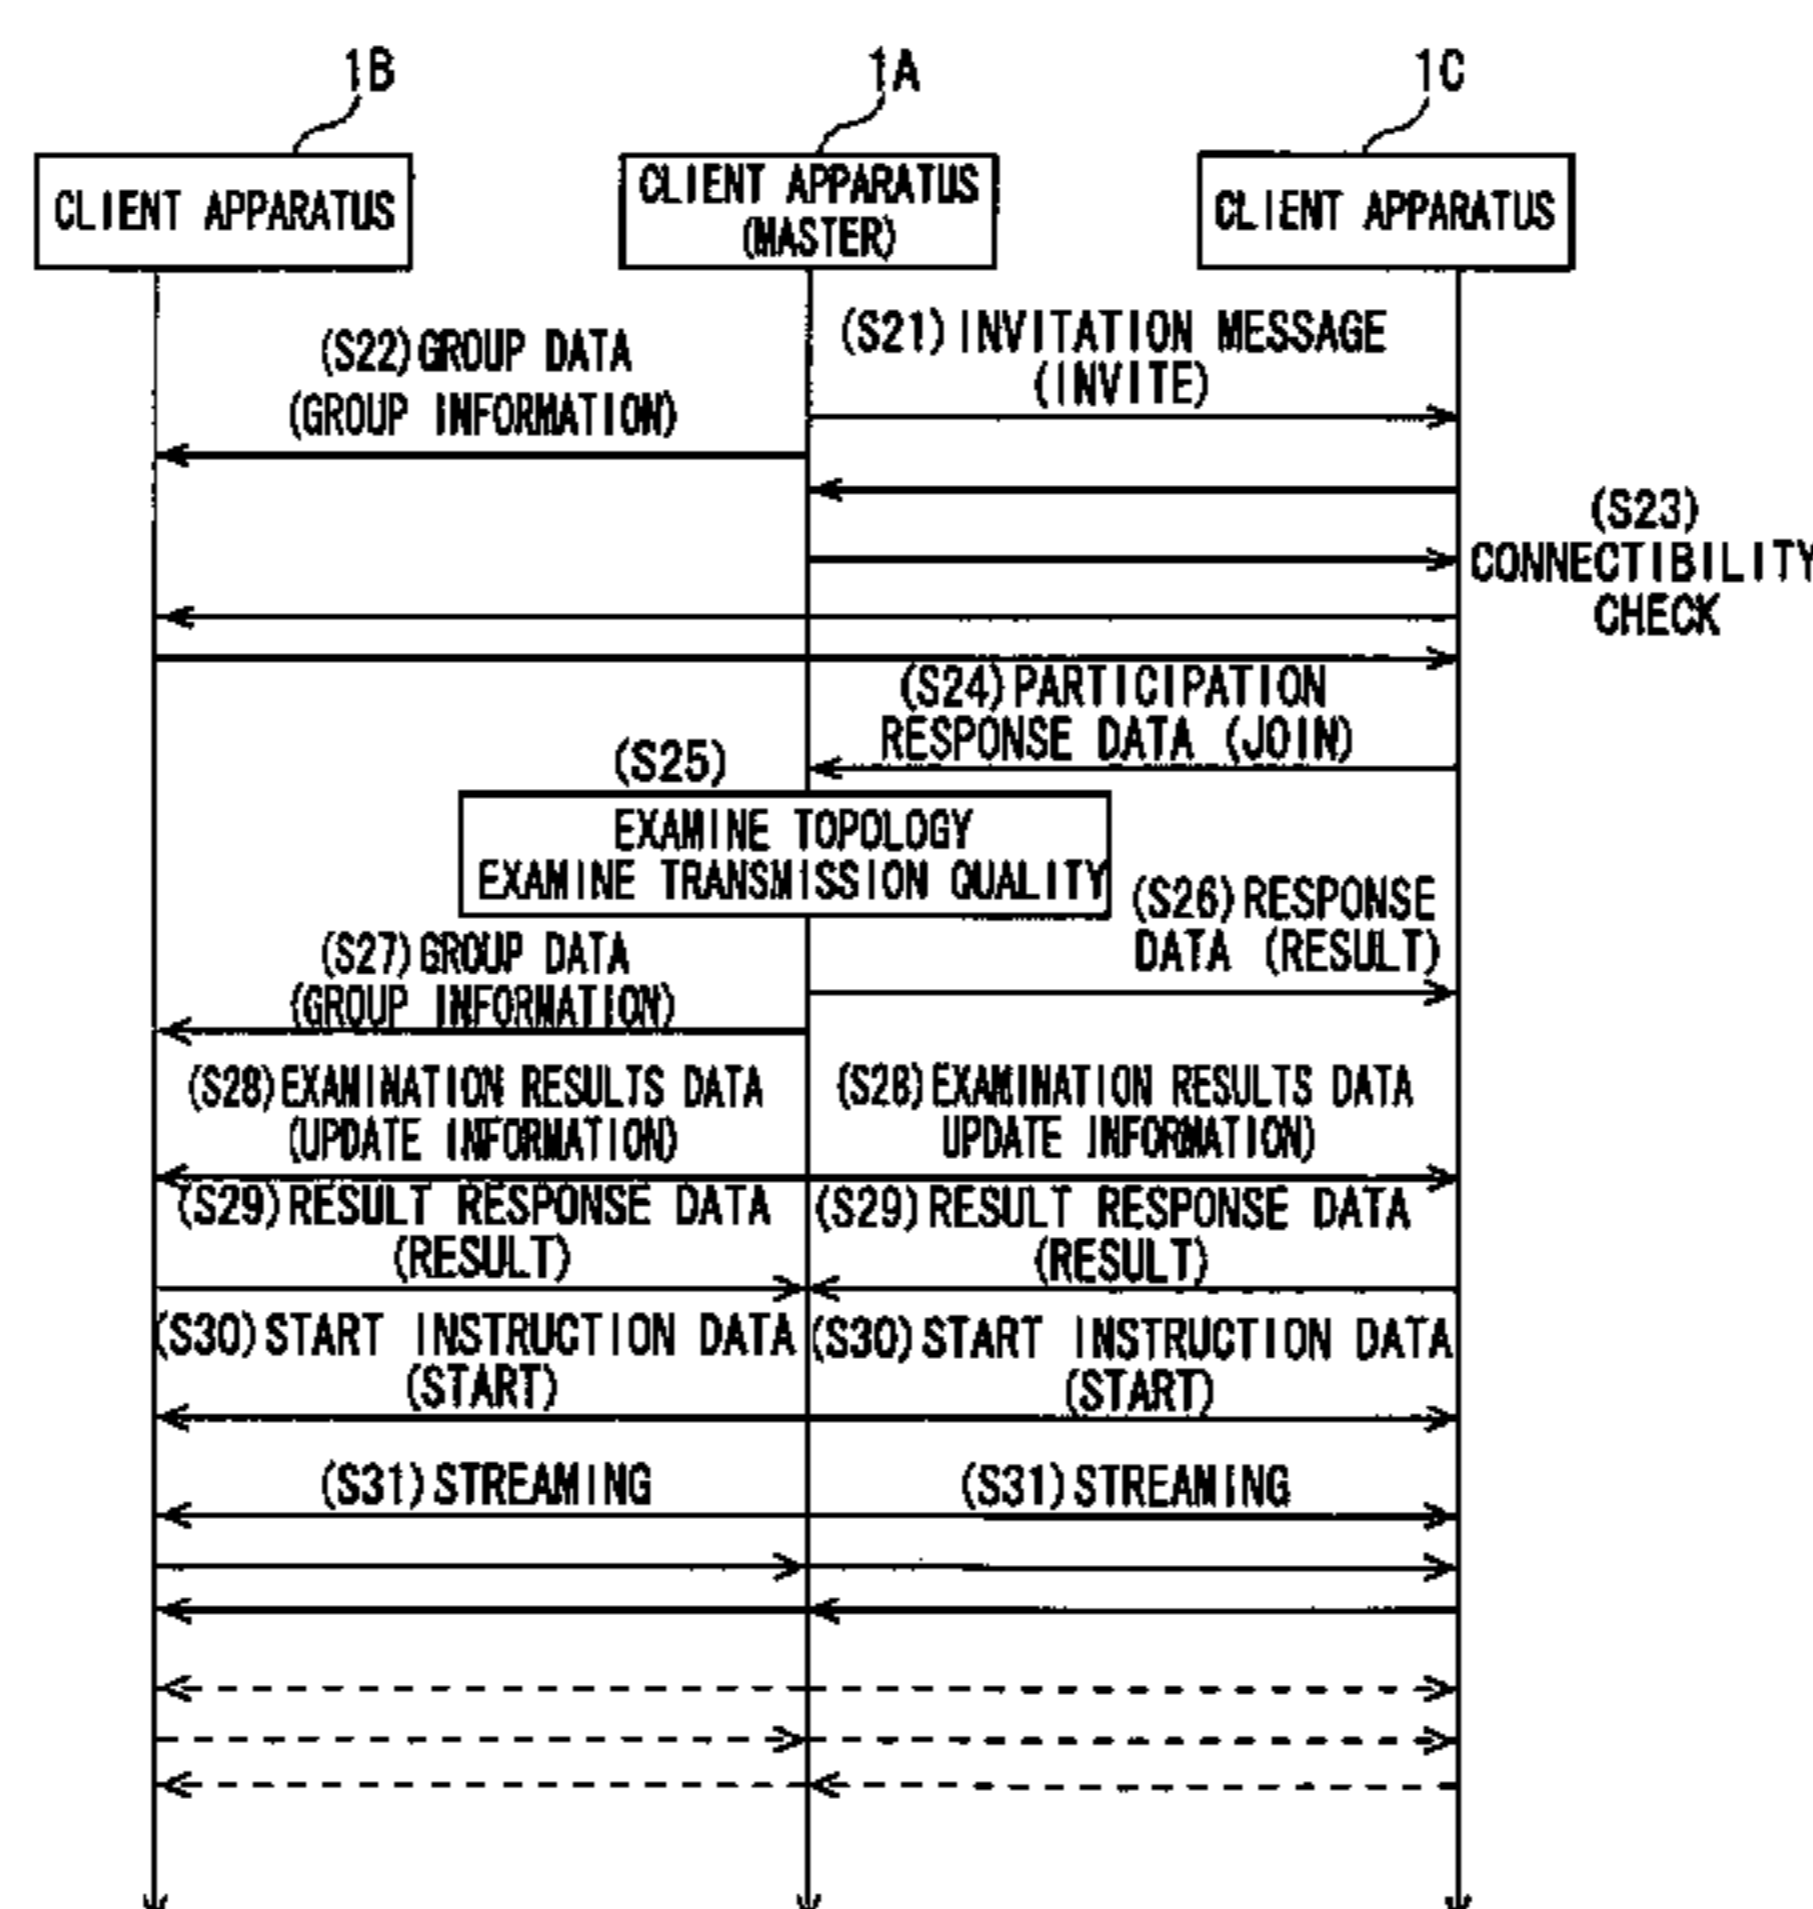 1B
1A
1C
CLIENT APPARATUS
CLIENT APPARATUS
(MASTER)
CLIENT APPARATUS
(S21) INVITATION MESSAGE
(INVITE)
(S22) GROUP DATA
(GROUP INFORMATION)
(S23)
CONNECTIBILITY
CHECK
(S24) PARTICIPATION
RESPONSE DATA (JOIN)
(S25)
EXAMINE TOPOLOGY
EXAMINE TRANSMISSION QUALITY
(S26) RESPONSE
DATA (RESULT)
(S27) GROUP DATA
(GROUP INFORMATION)
(S28) EXAMINATION RESULTS DATA
(UPDATE INFORMATION)
(S28) EXAMINATION RESULTS DATA
UPDATE INFORMATION)
(S29) RESULT RESPONSE DATA
(RESULT)
(S29) RESULT RESPONSE DATA
(RESULT)
(S30) START INSTRUCTION DATA
(START)
(S30) START INSTRUCTION DATA
(START)
(S31) STREAMING
(S31) STREAMING